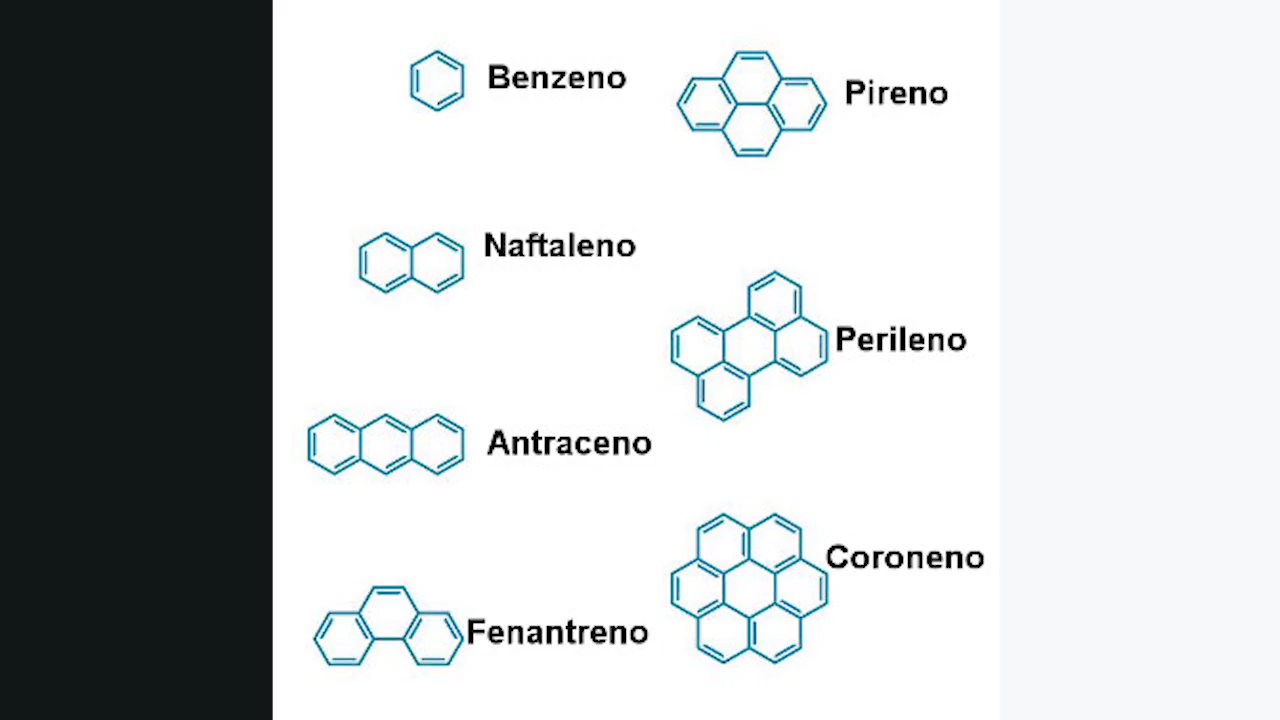 Benzeno
Pireno
Naftaleno
Perileno
Antraceno
Coroneno
Fenantreno